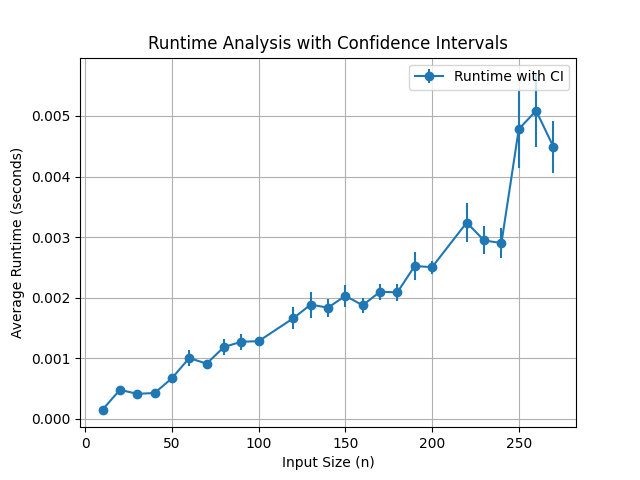 Runtime Analysis with Confidence Intervals
Runtime with CI
Average Runtime (seconds)
0.005
0.004
0.003
0.002
0.001
0.000
0 50 100 150 200 250
Input Size (n)